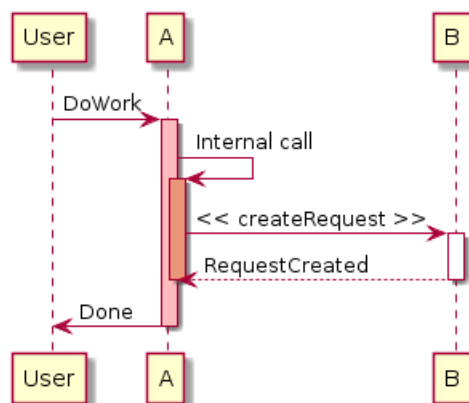 User A B
DoWork
Internal call
<< createRequest >>
RequestCreated
Done
User A B